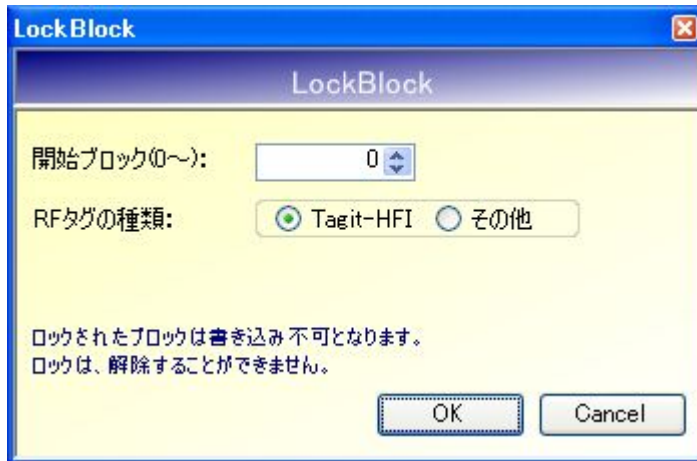 LockBlock
LockBlock
開始ブロック(0～): 0
RFタグの種類: Tagit-HFI その他
ロックされたブロックは書き込み不可となります。
ロックは、解除することができません。
OK Cancel